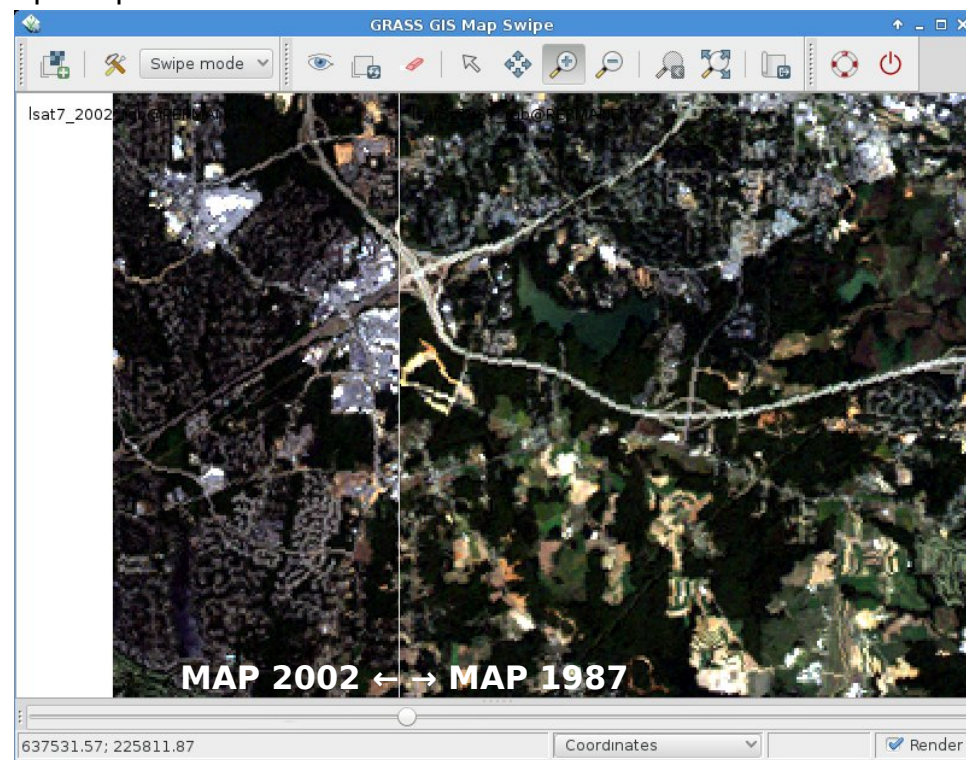 GRASS GIS Map Swipe
Swipe mode
MAP 2002 ← → MAP 1987
637531.57; 225811.87
Coordinates
Render